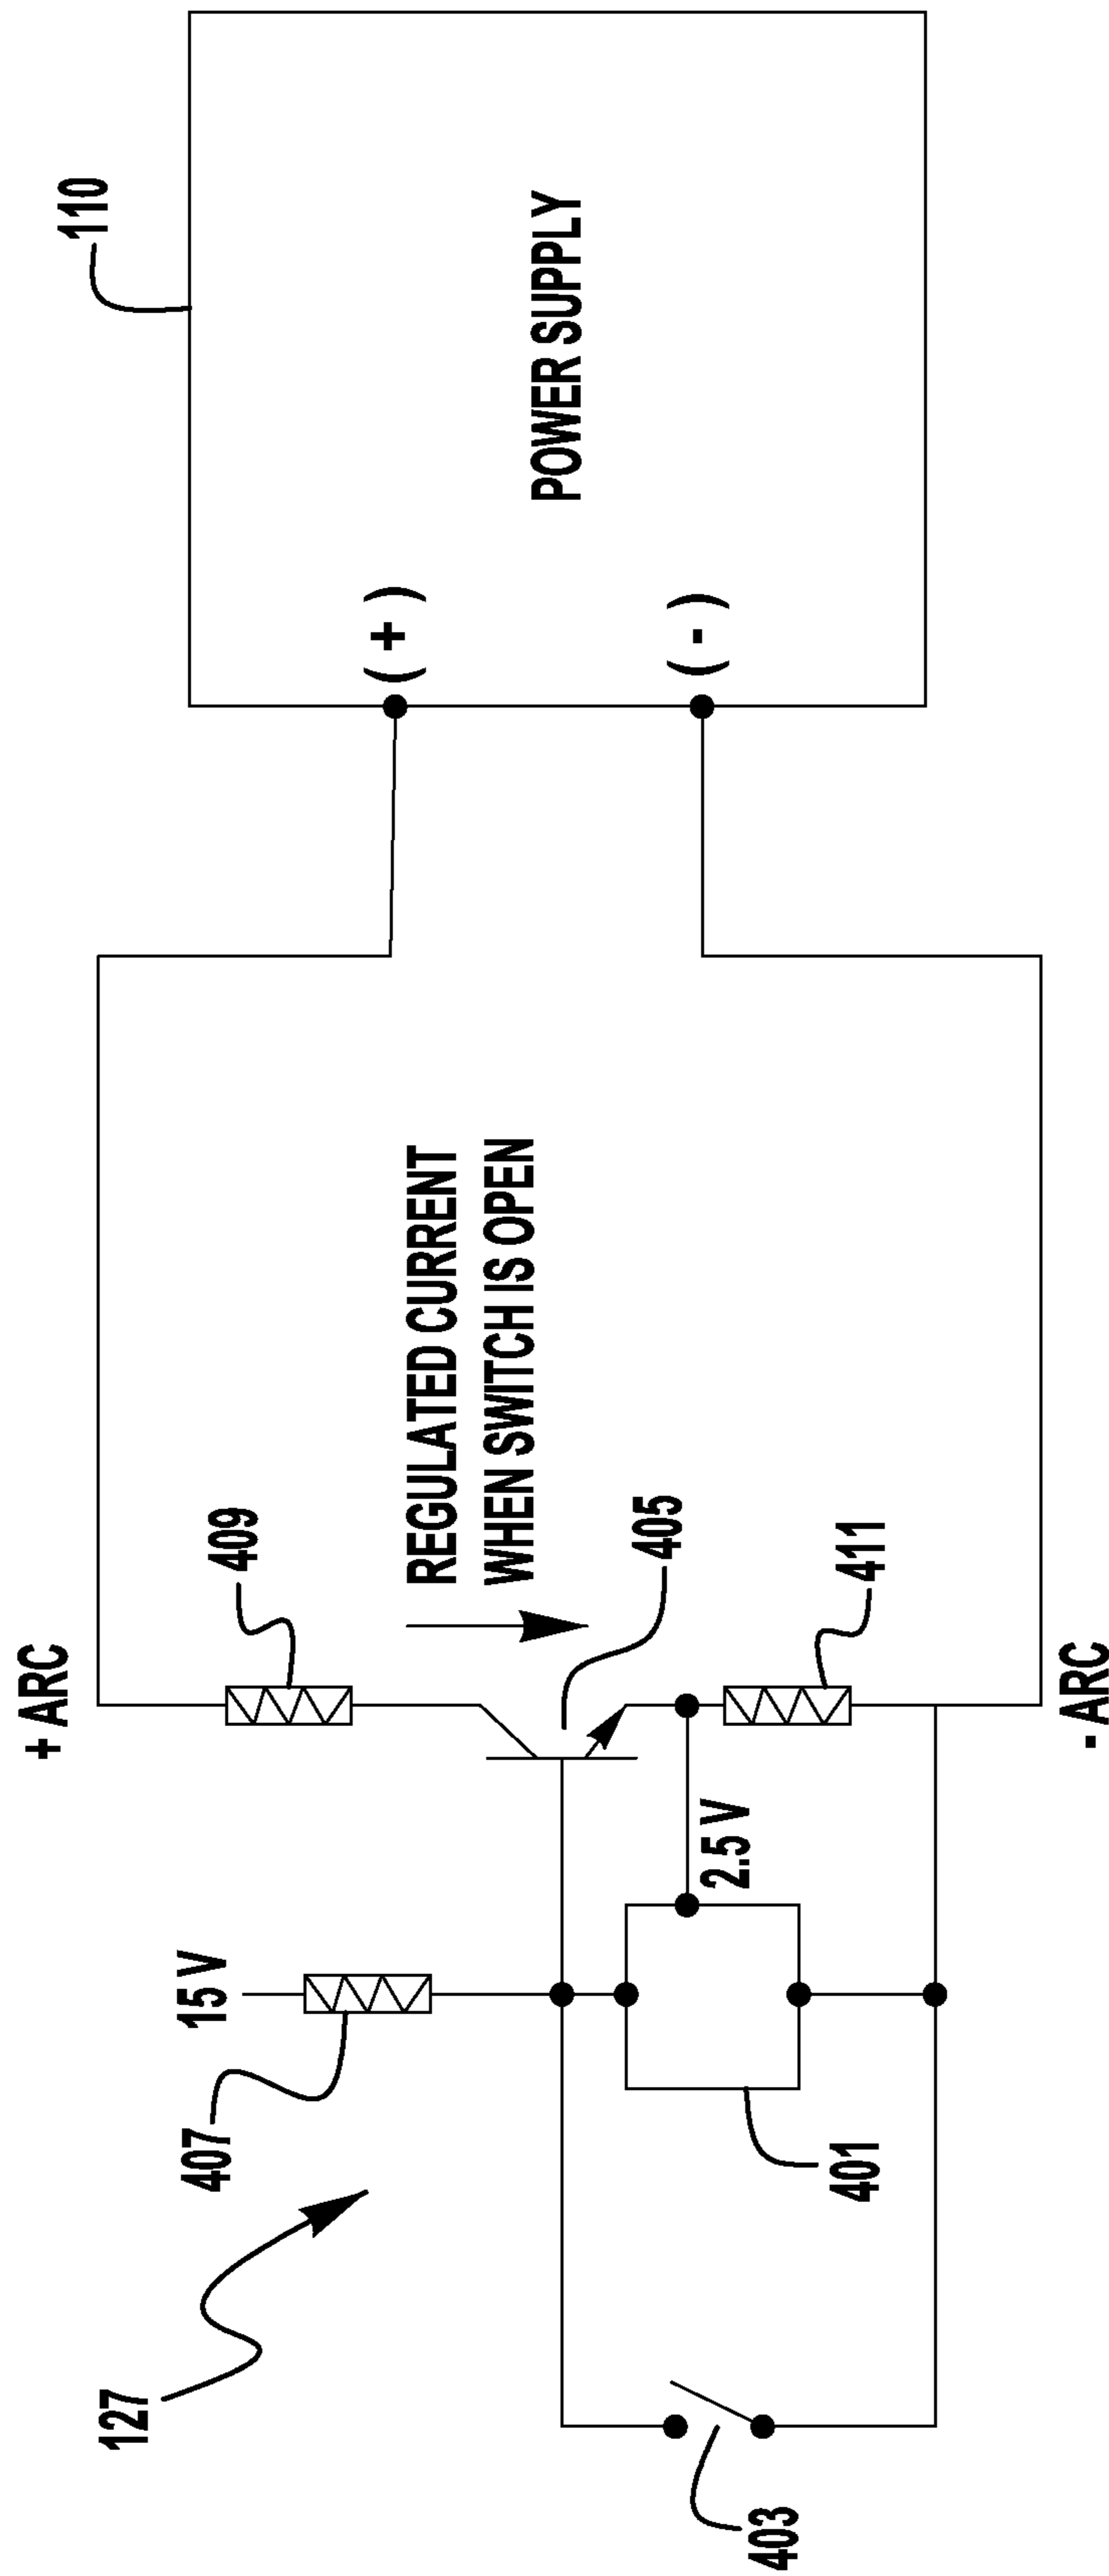 110
POWER SUPPLY
( + )
( - )
REGULATED CURRENT
WHEN SWITCH IS OPEN
+ ARC
409
405
411
- ARC
2.5 V
15 V
407
401
127
403